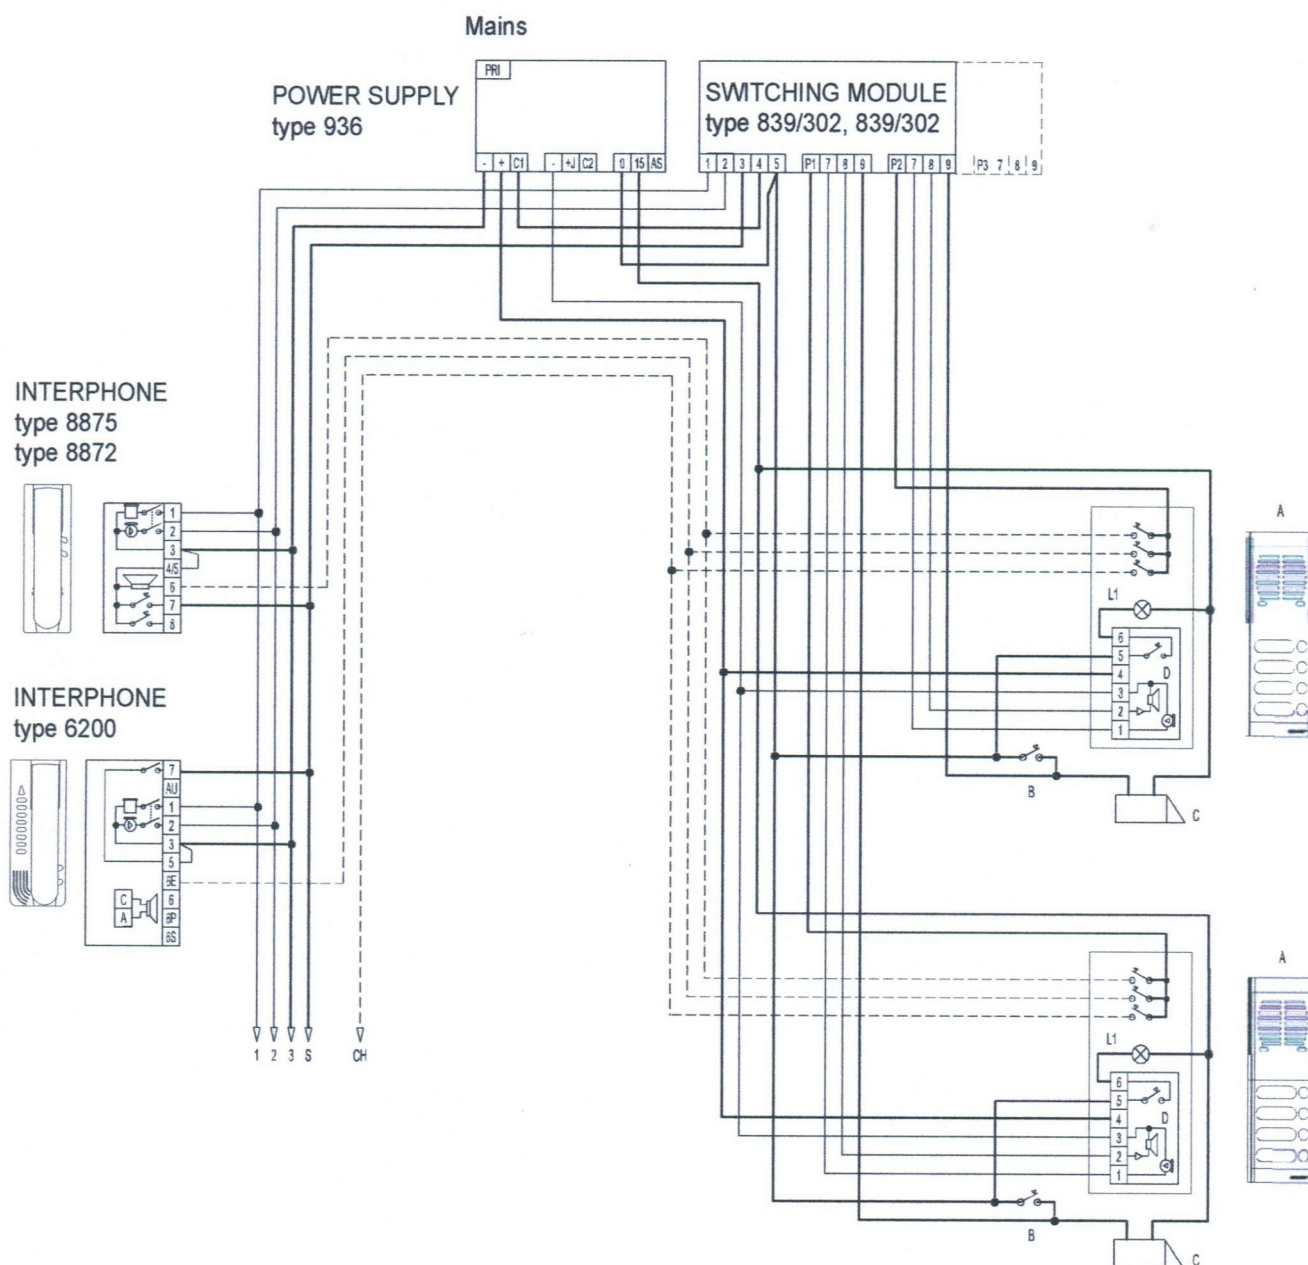 Mains
POWER SUPPLY
type 936
PRI
- + C1 - +J C2 0 15 AS
SWITCHING MODULE
type 839/302, 839/302
1 2 3 4 5 P1 7 8 9 P2 7 8 9 P3 7 8 9
INTERPHONE
type 8875
type 8872
1
2
3
4/5
6
7
8
INTERPHONE
type 6200
7
AU
1
2
3
5
6E
6
6P
6S
C
A
1 2 3 S CH
A
L1
6
5
4
3
2
1
D
B
C
A
L1
6
5
4
3
2
1
D
B
C